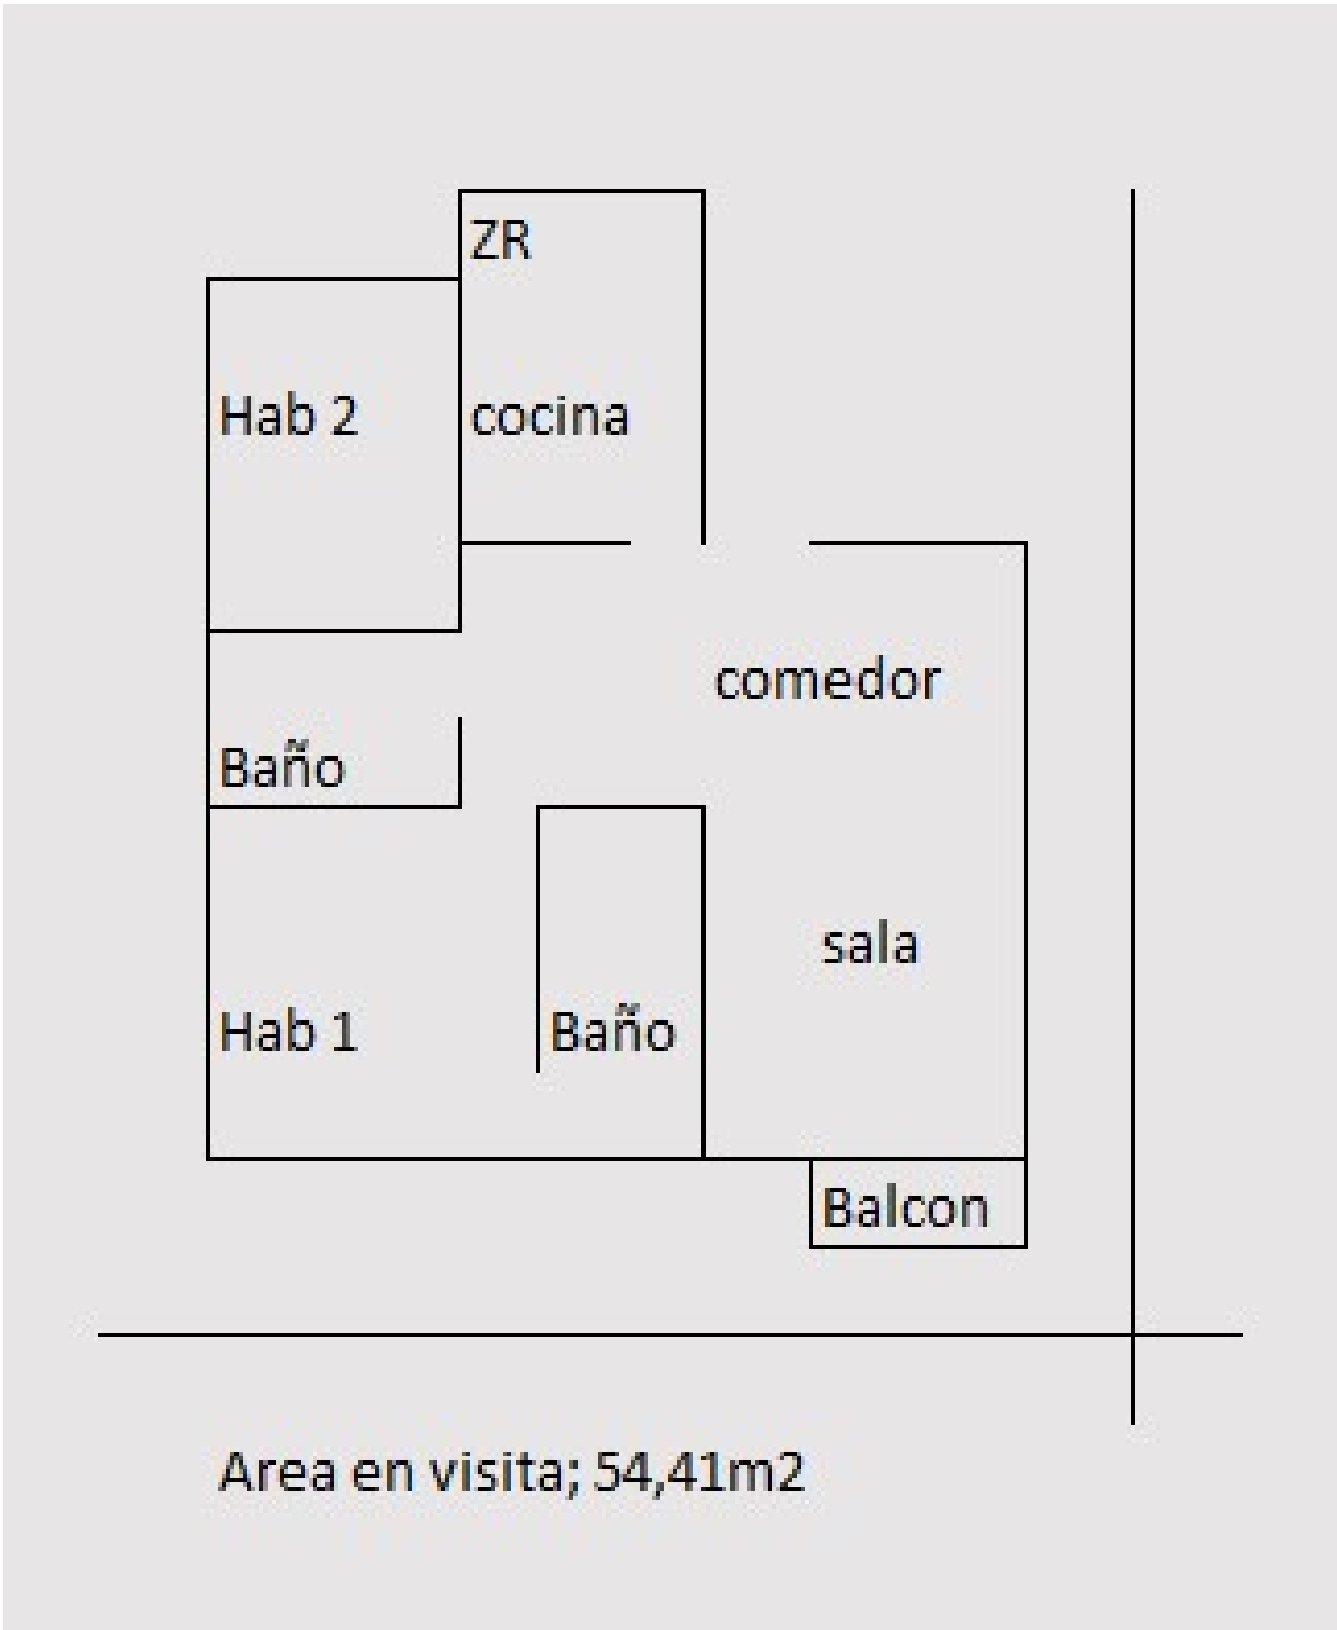 ZR
Hab 2
cocina
comedor
Baño
sala
Hab 1
Baño
Balcon
Area en visita; 54,41m2